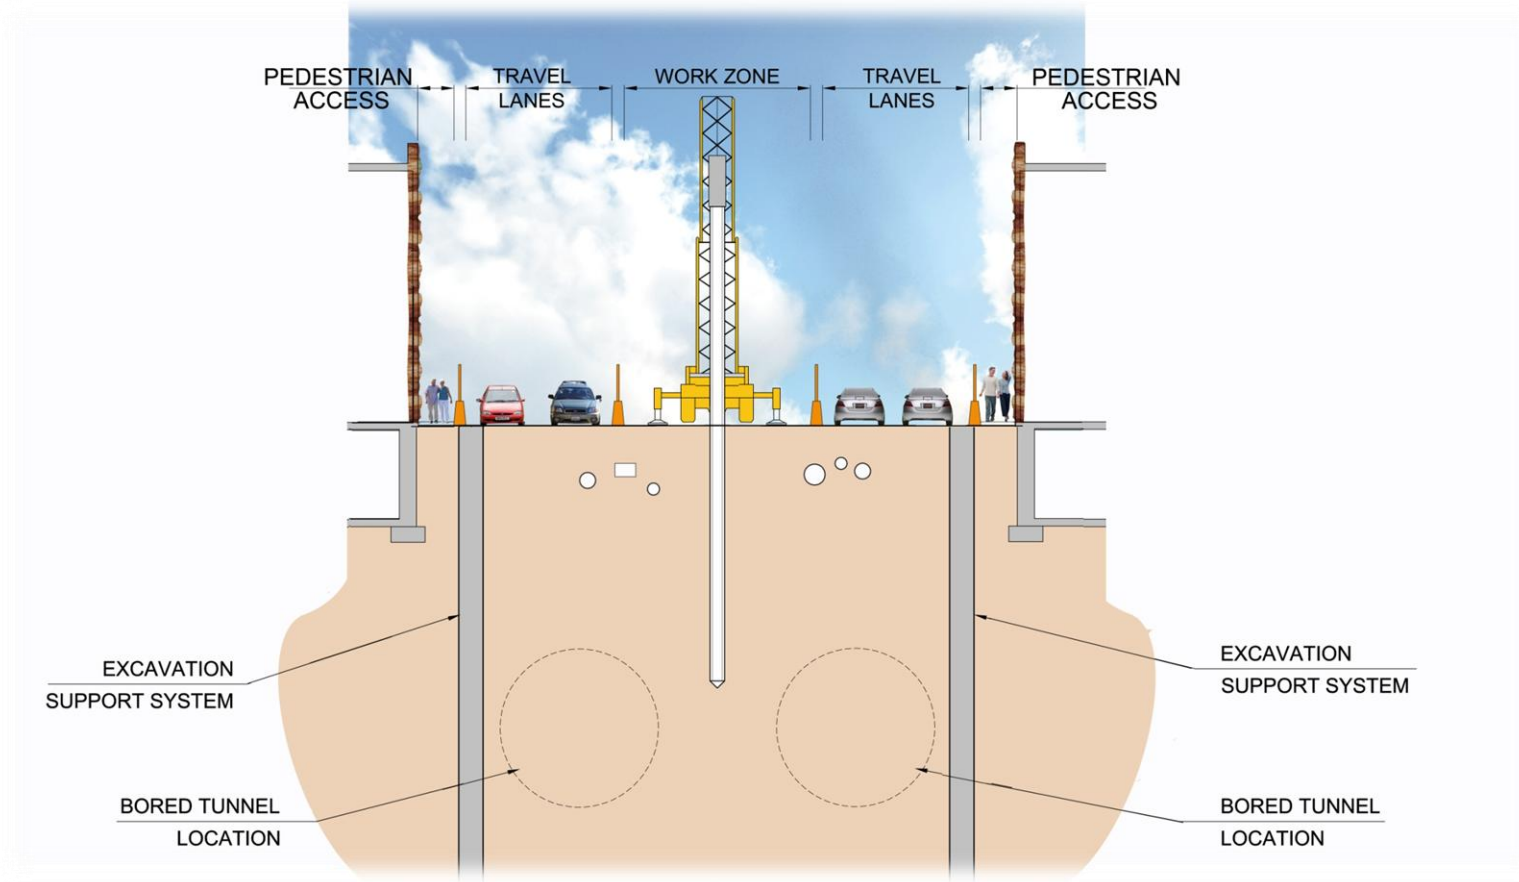 PEDESTRIAN
ACCESS
TRAVEL
LANES
WORK ZONE
TRAVEL
LANES
PEDESTRIAN
ACCESS
EXCAVATION
SUPPORT SYSTEM
BORED TUNNEL
LOCATION
EXCAVATION
SUPPORT SYSTEM
BORED TUNNEL
LOCATION